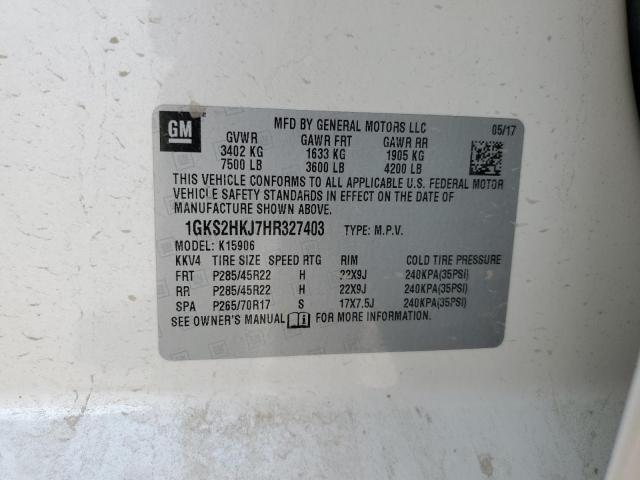 GM
MFD BY GENERAL MOTORS LLC 05/17
GVWR GAWR FRT GAWR RR
3402 KG 1633 KG 1905 KG
7500 LB 3600 LB 4200 LB
THIS VEHICLE CONFORMS TO ALL APPLICABLE U.S. FEDERAL MOTOR
VEHICLE SAFETY STANDARDS IN EFFECT ON THE DATE OF
MANUFACTURE SHOWN ABOVE.
1GKS2HKJ7HR327403 TYPE: M.P.V.
MODEL: K15906
KKV4 TIRE SIZE SPEED RTG RIM COLD TIRE PRESSURE
FRT P285/45R22 H 22X9J 240KPA(35PSI)
RR P285/45R22 H 22X9J 240KPA(35PSI)
SPA P265/70R17 S 17X7.5J 240KPA(35PSI)
SEE OWNER'S MANUAL FOR MORE INFORMATION.